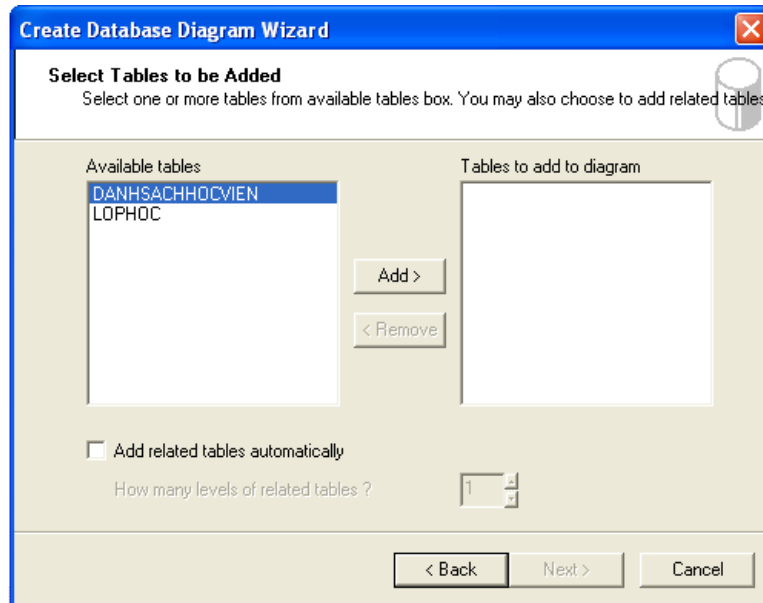 Create Database Diagram Wizard
Select Tables to be Added
Select one or more tables from available tables box. You may also choose to add related tables
Available tables
Tables to add to diagram
DANHSACHHOCVIEN
LOPHOC
Add >
< Remove
Add related tables automatically
How many levels of related tables ?
1
< Back
Next >
Cancel